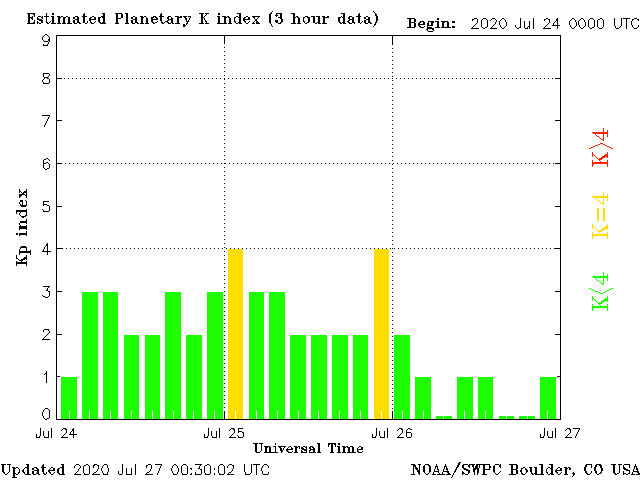 Estimated Planetary K index (3 hour data) Begin: 2020 Jul 24 0000 UTC
9
8
7
6
5
4
3
2
1
0
Kp index
K>4
K=4
K<4
Jul 24 Jul 25 Jul 26 Jul 27
Universal Time
Updated 2020 Jul 27 00:30:02 UTC NOAA/SWPC Boulder, CO USA